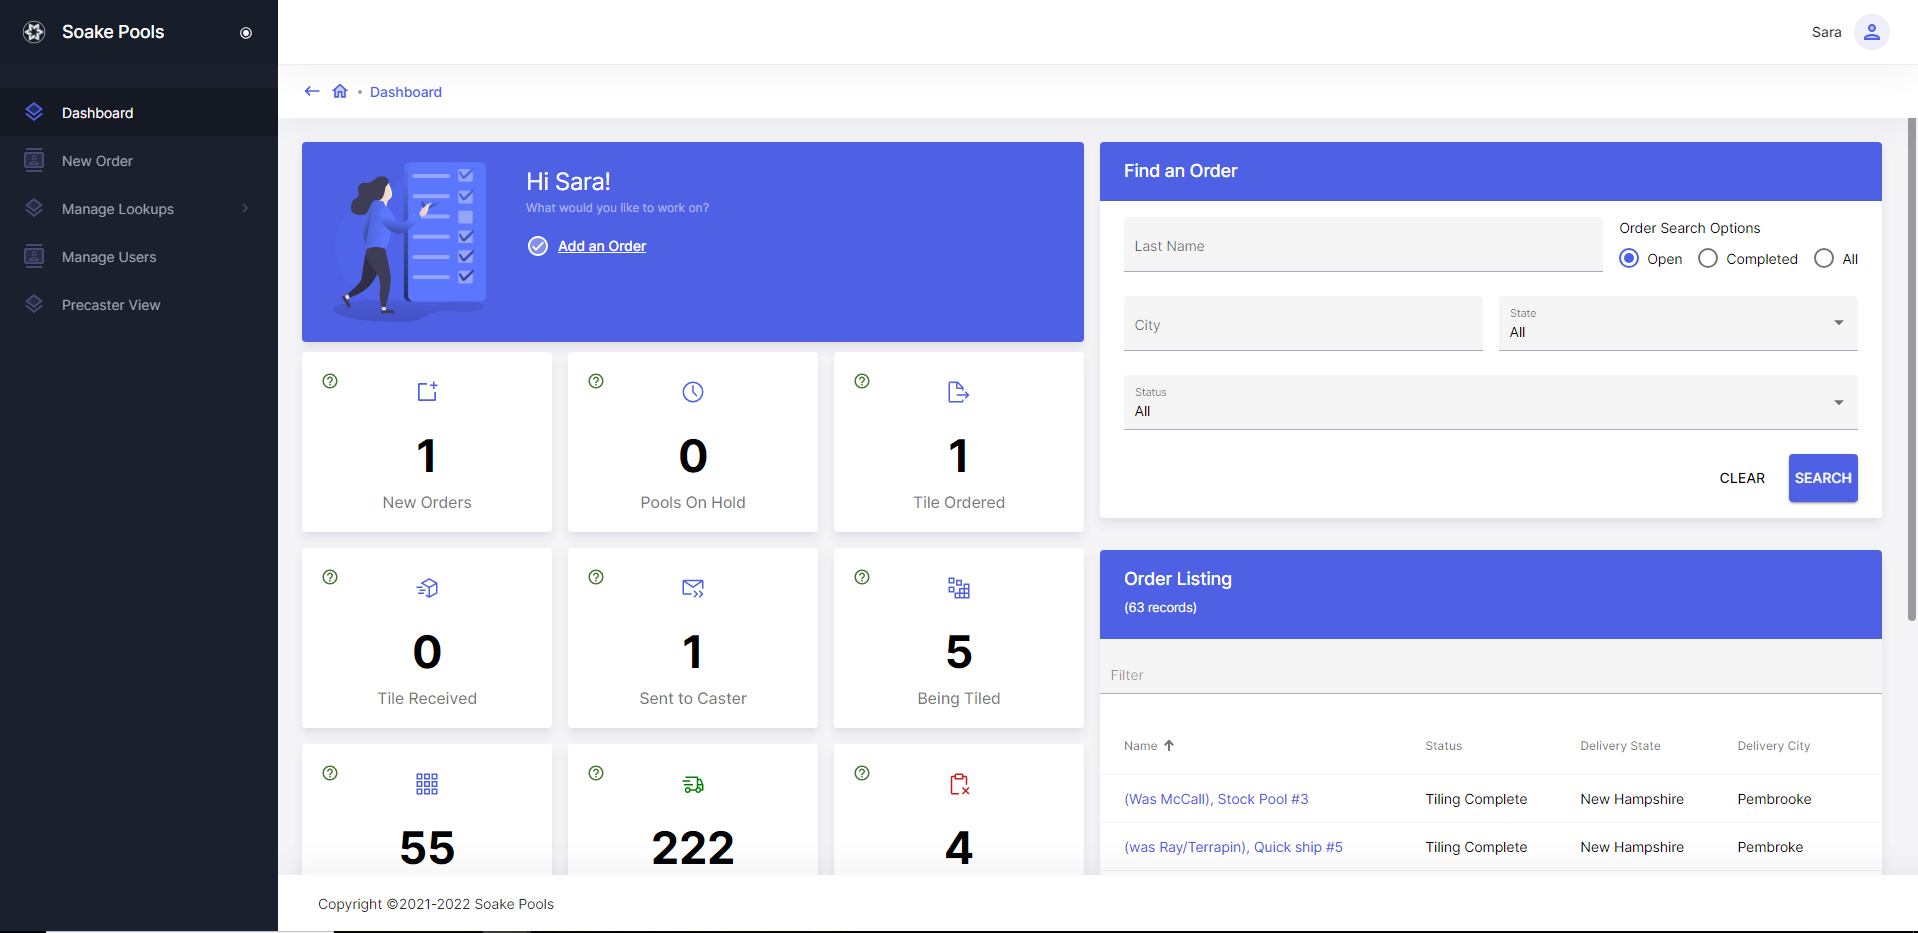 Soake Pools
Dashboard
New Order
Manage Lookups
Manage Users
Precaster View
Sara
Dashboard
Hi Sara!
What would you like to work on?
Add an Order
1
New Orders
0
Pools On Hold
1
Tile Ordered
0
Tile Received
1
Sent to Caster
5
Being Tiled
55
222
4
Find an Order
Last Name
Order Search Options
Open Completed All
City
State
All
Status
All
CLEAR SEARCH
Order Listing
(63 records)
Filter
Name Status Delivery State Delivery City
(Was McCall), Stock Pool #3 Tiling Complete New Hampshire Pembrooke
(was Ray/Terrapin), Quick ship #5 Tiling Complete New Hampshire Pembroke
Copyright ©2021-2022 Soake Pools